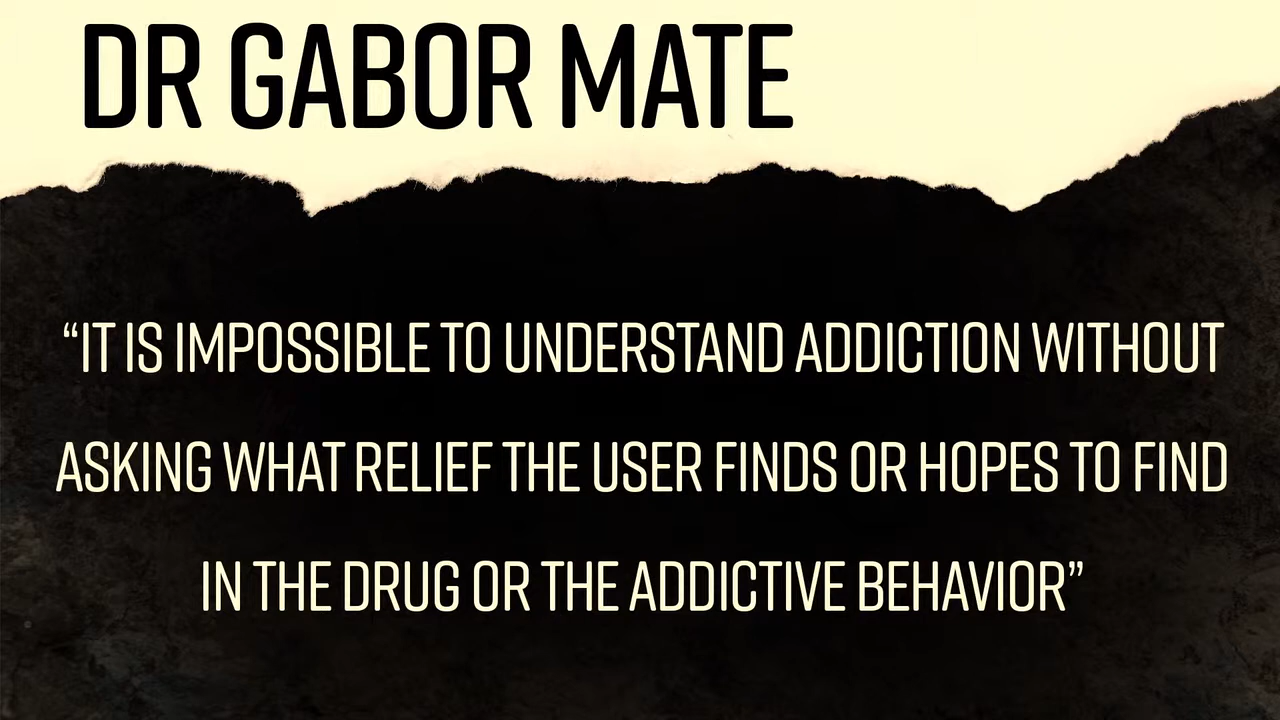 DR GABOR MATE
“IT IS IMPOSSIBLE TO UNDERSTAND ADDICTION WITHOUT
ASKING WHAT RELIEF THE USER FINDS OR HOPES TO FIND
IN THE DRUG OR THE ADDICTIVE BEHAVIOR”